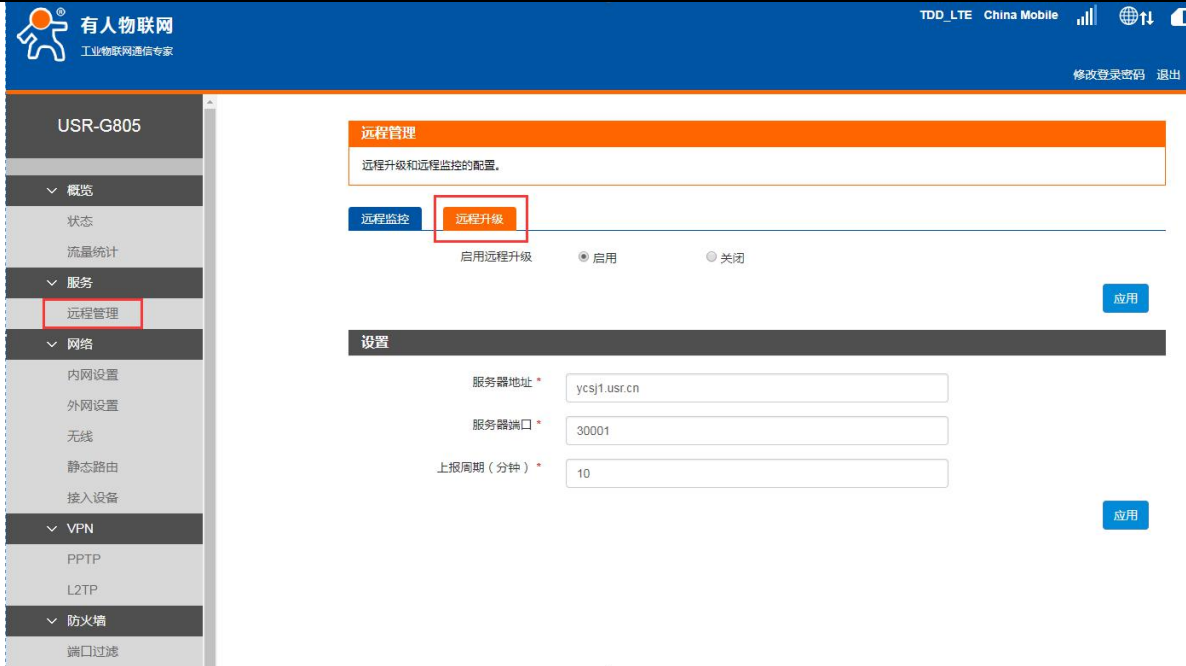 有人物联网
工业物联网通信专家
TDD_LTE China Mobile
修改登录密码 退出
USR-G805
概览
状态
流量统计
服务
远程管理
网络
内网设置
外网设置
无线
静态路由
接入设备
VPN
PPTP
L2TP
防火墙
端口过滤
远程管理
远程升级和远程监控的配置。
远程监控 远程升级
启用远程升级 启用 关闭
应用
设置
服务器地址 * ycsj1.usr.cn
服务器端口 * 30001
上报周期（分钟） * 10
应用